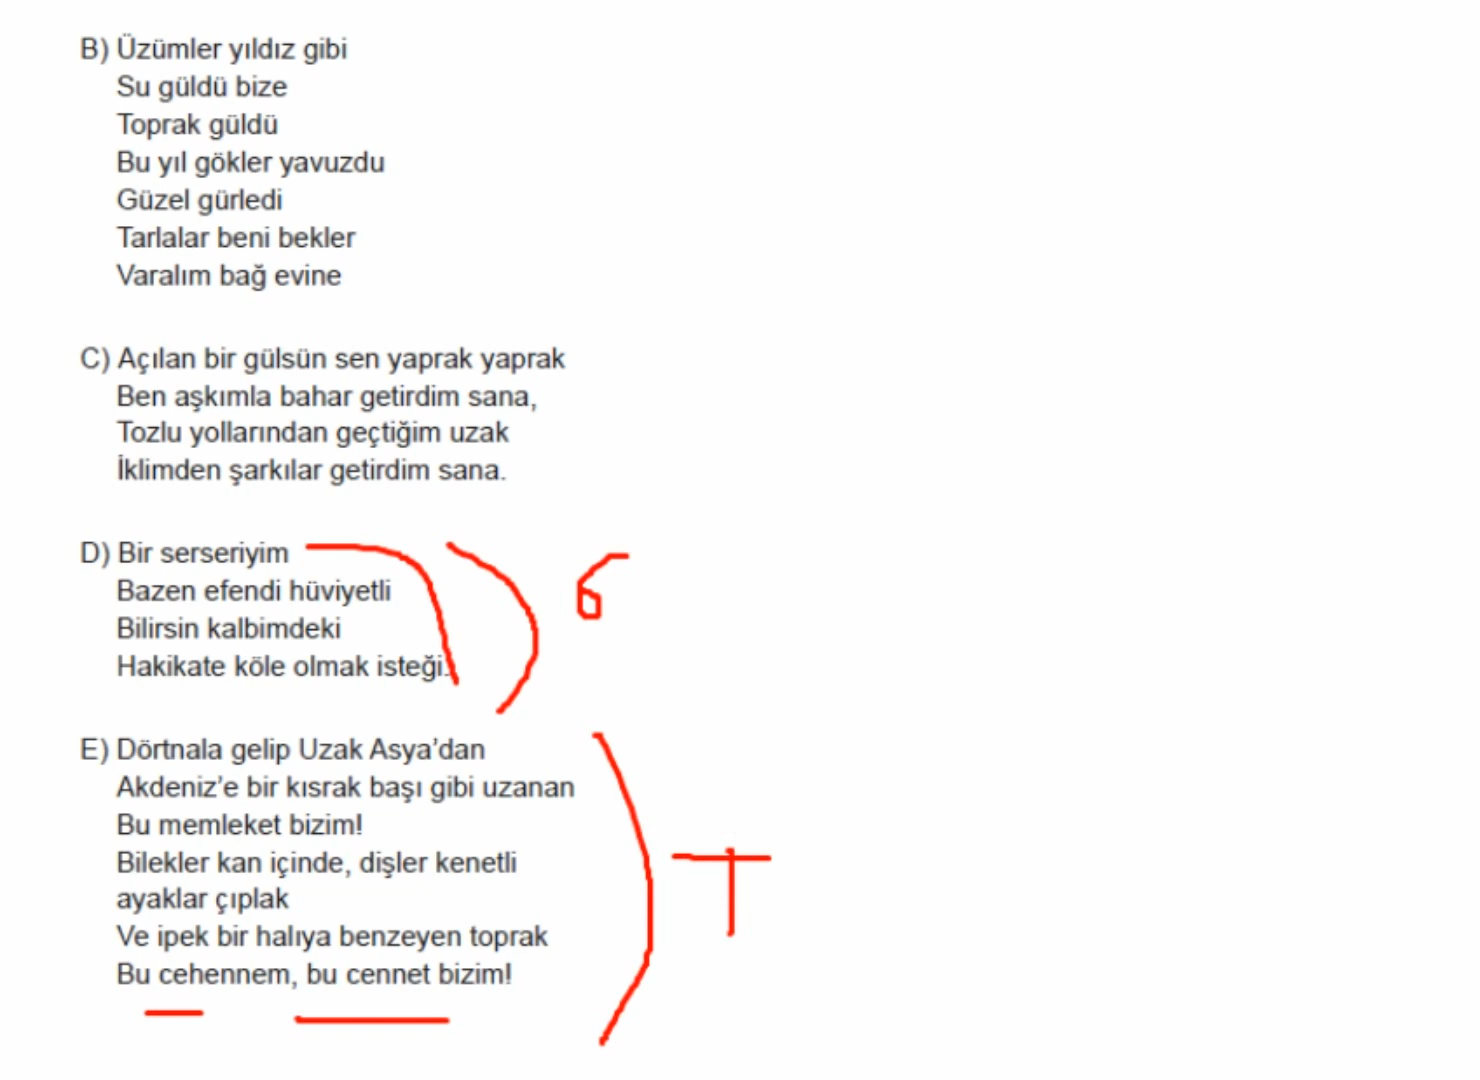 B) Üzümler yıldız gibi
Su güldü bize
Toprak güldü
Bu yıl gökler yavuzdu
Güzel gürledi
Tarlalar beni bekler
Varalım bağ evine
C) Açılan bir gülsün sen yaprak yaprak
Ben aşkımla bahar getirdim sana,
Tozlu yollarından geçtiğim uzak
İklimden şarkılar getirdim sana.
D) Bir serseriyim
Bazen efendi hüviyetli
Bilirsin kalbimdeki
Hakikate köle olmak isteği.
6
E) Dörtnala gelip Uzak Asya'dan
Akdeniz'e bir kısrak başı gibi uzanan
Bu memleket bizim!
Bilekler kan içinde, dişler kenetli
ayaklar çıplak
Ve ipek bir halıya benzeyen toprak
Bu cehennem, bu cennet bizim!
T